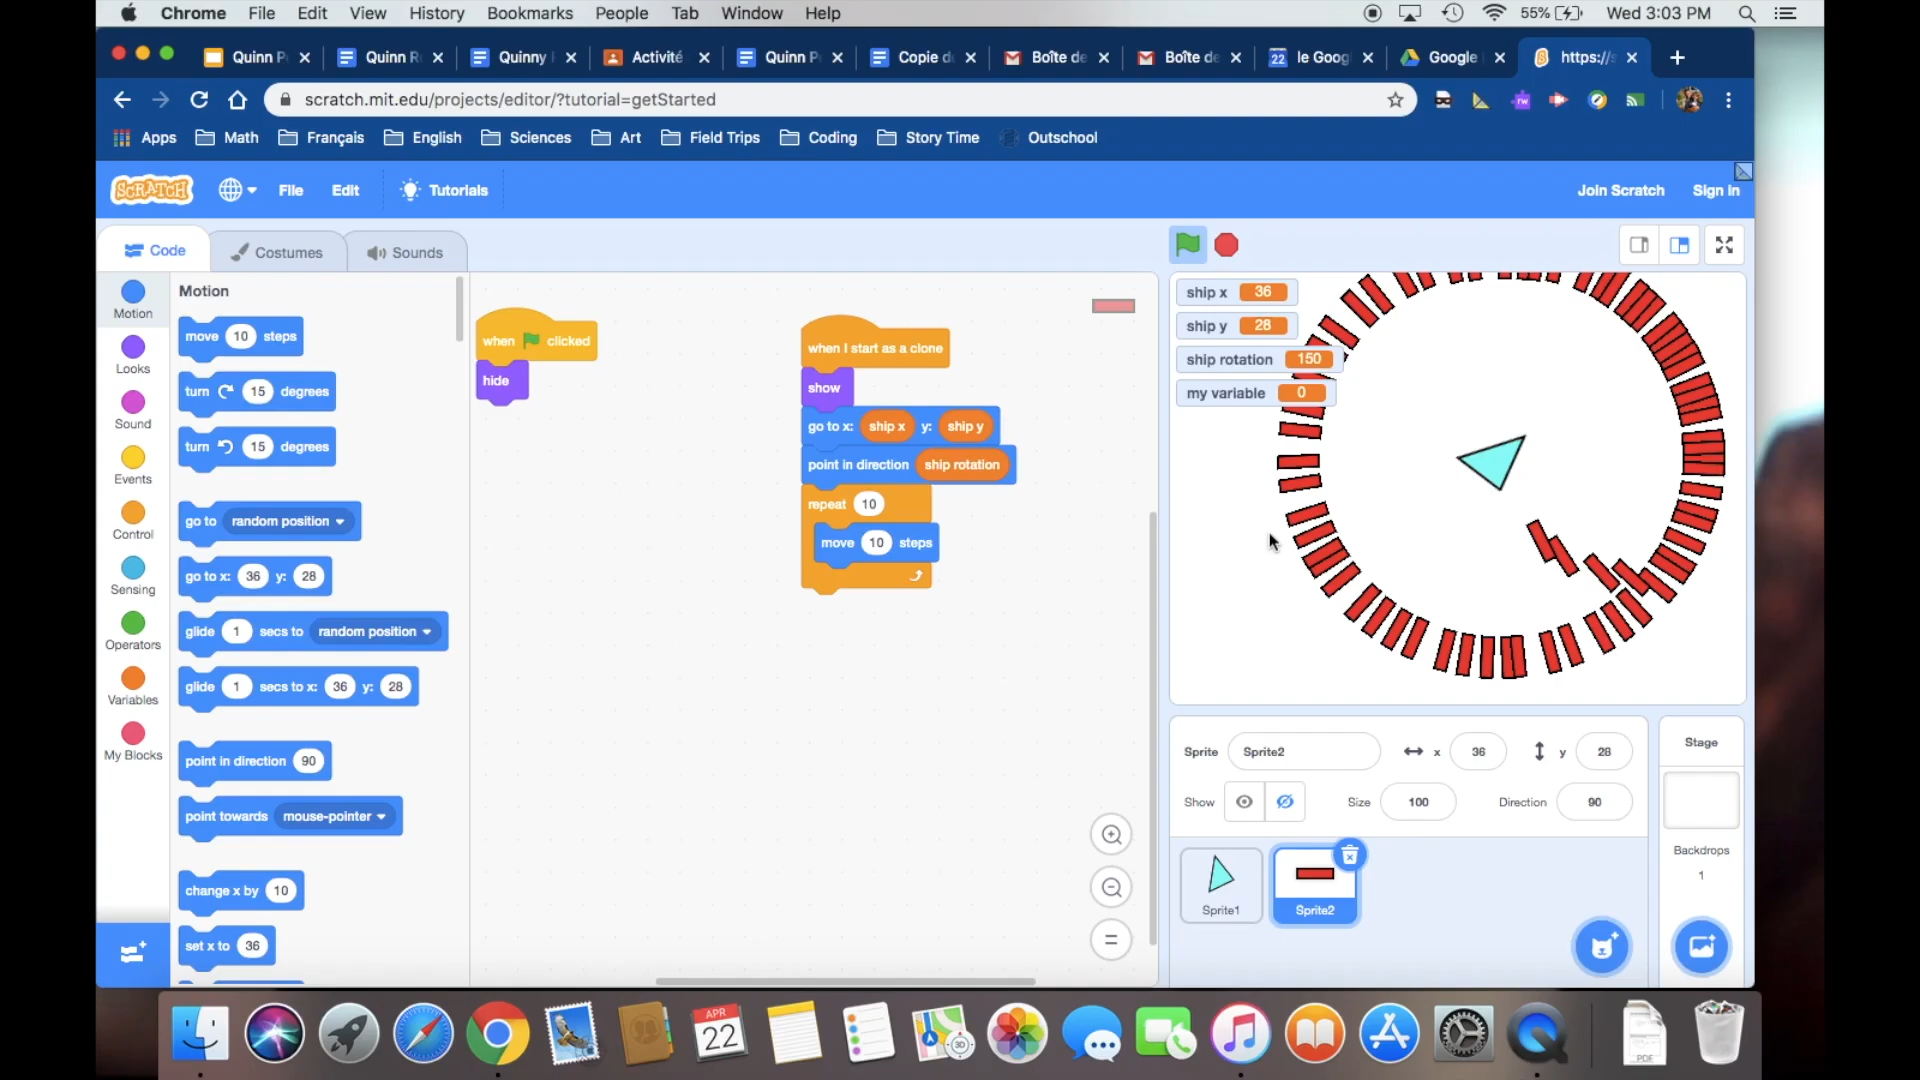 Chrome File Edit View History Bookmarks People Tab Window Help 55% Wed 3:03 PM
Quinn P Quinn R Quinny Activité Quinn P Copie d Boîte de Boîte de 22 le Goog Google https://s
scratch.mit.edu/projects/editor/?tutorial=getStarted
Apps Math Français English Sciences Art Field Trips Coding Story Time Outschool
SCRATCH File Edit Tutorials Join Scratch Sign in
Code Costumes Sounds
Motion
Looks
Sound
Events
Control
Sensing
Operators
Variables
My Blocks
Motion
move 10 steps
turn 15 degrees
turn 15 degrees
go to random position
go to x: 36 y: 28
glide 1 secs to random position
glide 1 secs to x: 36 y: 28
point in direction 90
point towards mouse-pointer
change x by 10
set x to 36
when clicked
hide
when I start as a clone
show
go to x: ship x y: ship y
point in direction ship rotation
repeat 10
move 10 steps
ship x 36
ship y 28
ship rotation 150
my variable 0
Sprite Sprite2 x 36 y 28
Show Size 100 Direction 90
Sprite1
Sprite2
Stage
Backdrops
1
APR
22
3D
PDF